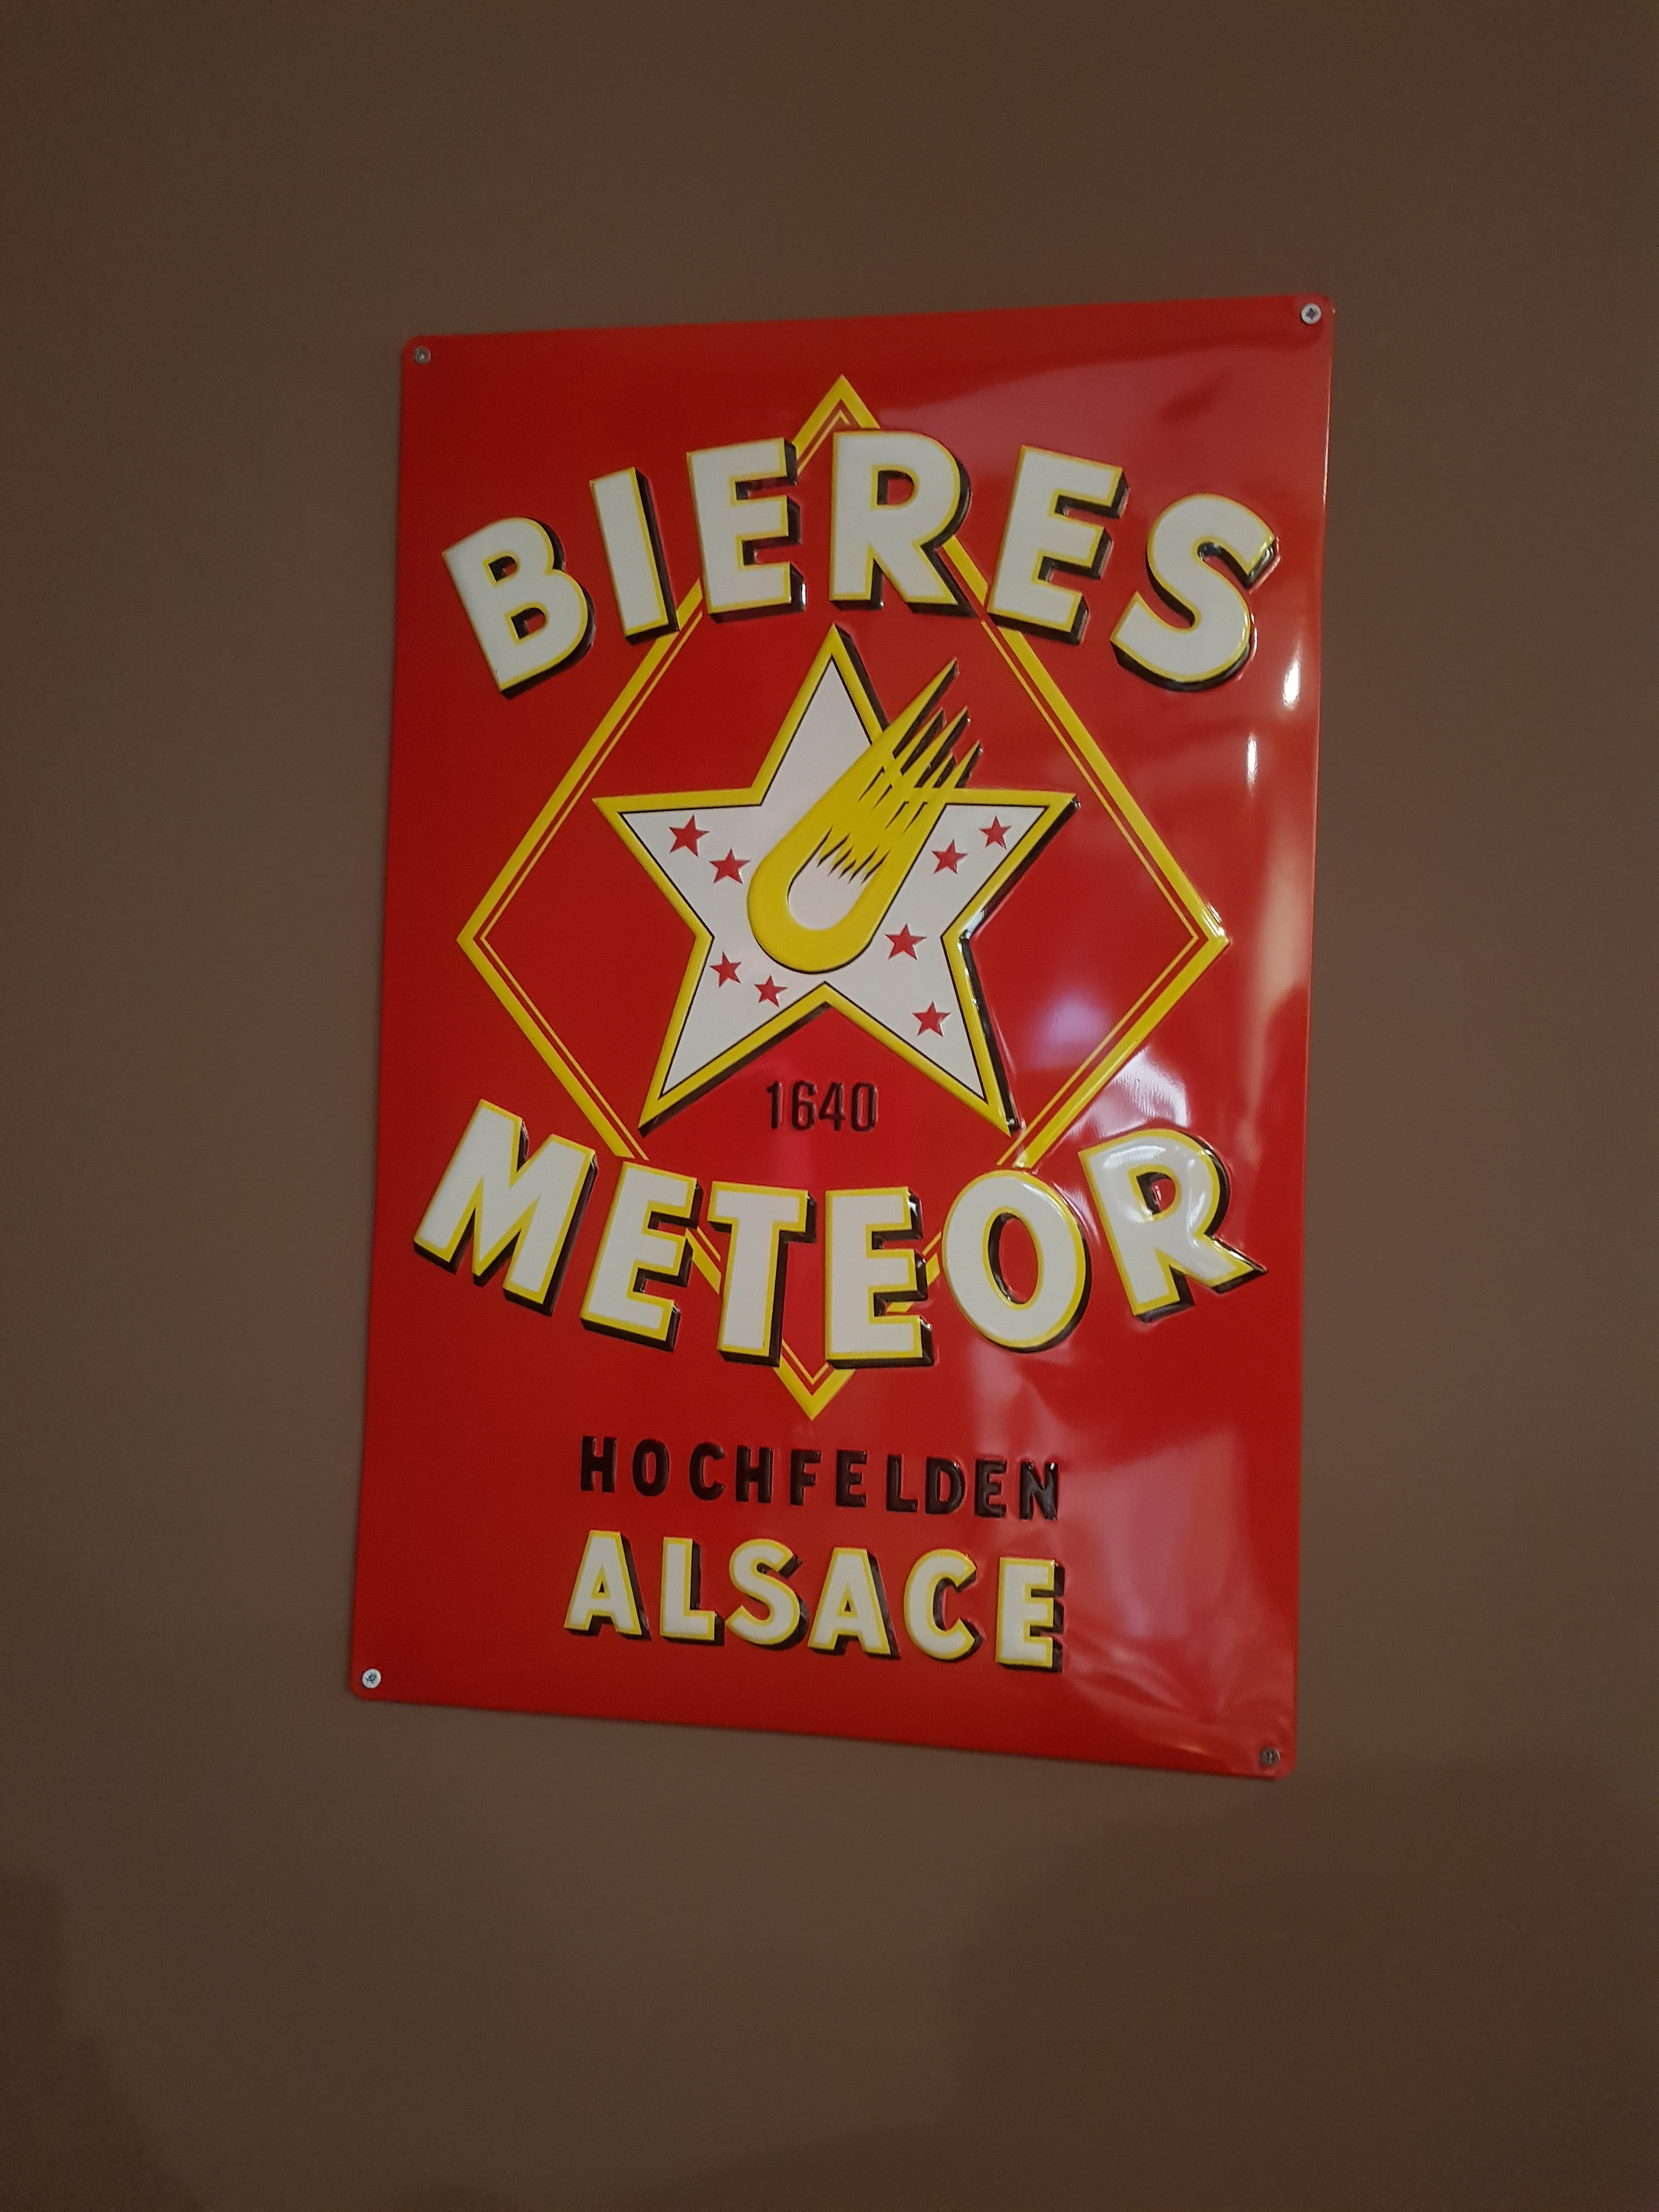 BIERES
1640
METEOR
HOCHFELDEN
ALSACE